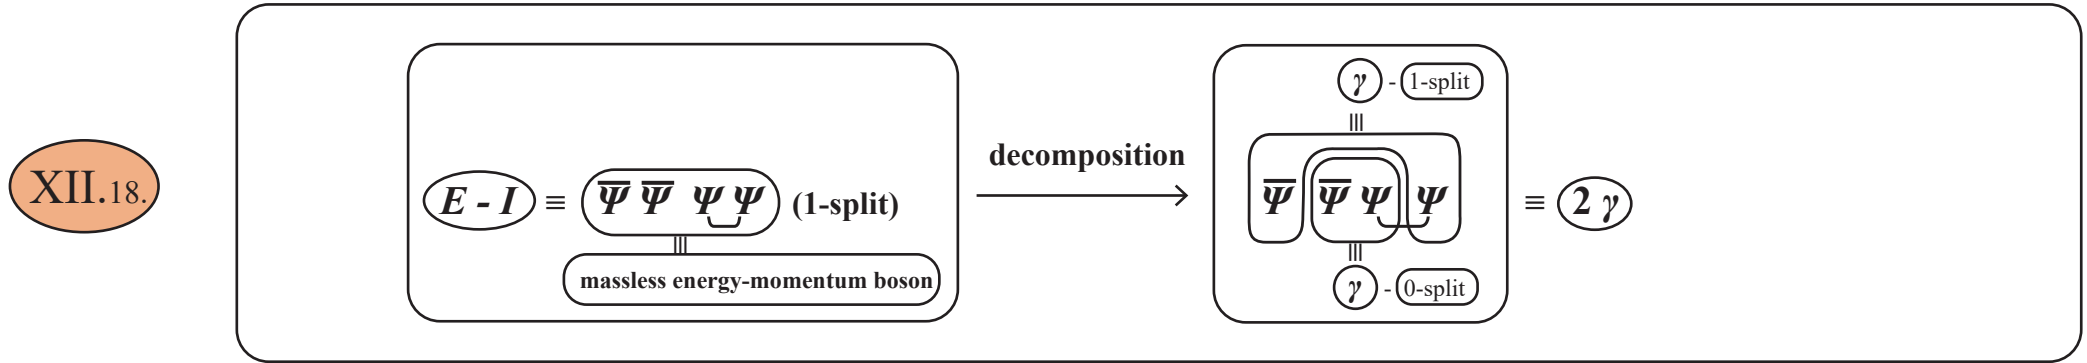 XII.18.
E - I ≡ Ψ̅ Ψ̅ Ψ Ψ (1-split)
|||
massless energy-momentum boson
decomposition
γ - 1-split
|||
Ψ̅ Ψ̅ Ψ Ψ ≡ 2 γ
|||
γ - 0-split